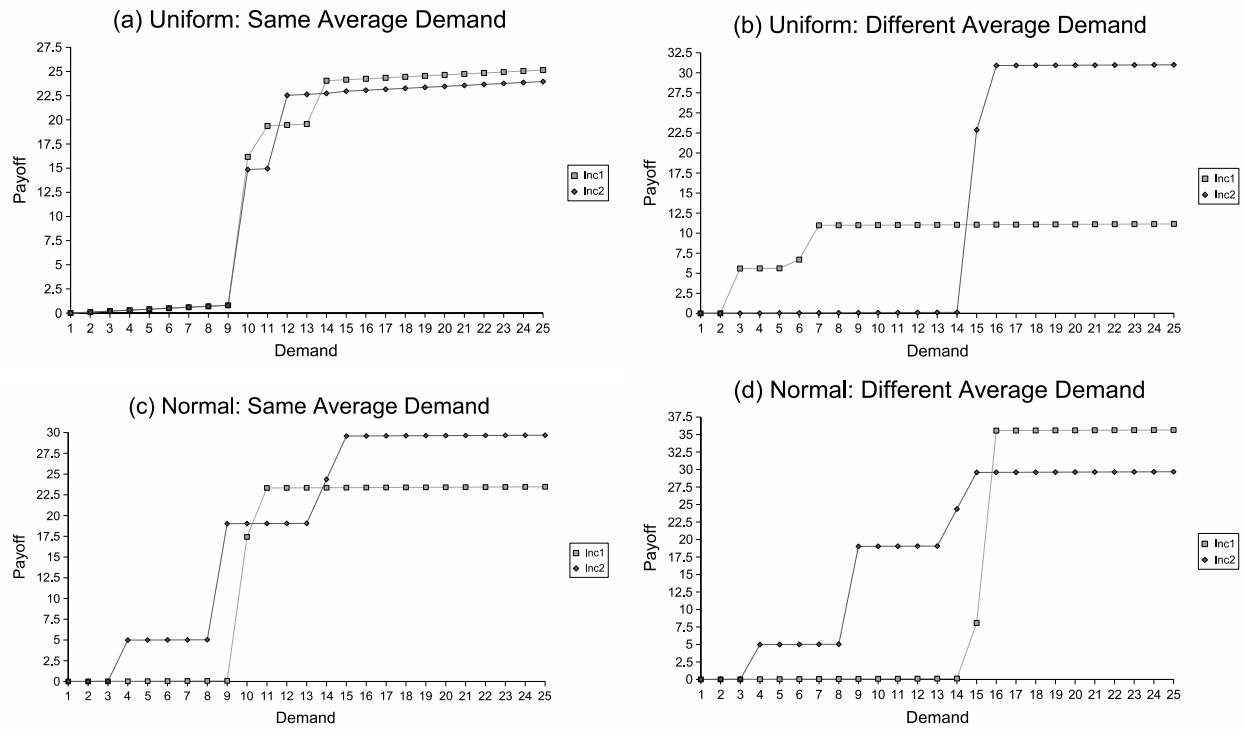 (a) Uniform: Same Average Demand
27.5
25
22.5
20
17.5
15
12.5
10
7.5
5
2.5
0
Payoff
1 2 3 4 5 6 7 8 9 10 11 12 13 14 15 16 17 18 19 20 21 22 23 24 25
Demand
Inc1
Inc2
(b) Uniform: Different Average Demand
32.5
30
27.5
25
22.5
20
17.5
15
12.5
10
7.5
5
2.5
0
Payoff
1 2 3 4 5 6 7 8 9 10 11 12 13 14 15 16 17 18 19 20 21 22 23 24 25
Demand
Inc1
Inc2
(c) Normal: Same Average Demand
30
27.5
25
22.5
20
17.5
15
12.5
10
7.5
5
2.5
0
Payoff
1 2 3 4 5 6 7 8 9 10 11 12 13 14 15 16 17 18 19 20 21 22 23 24 25
Demand
Inc1
Inc2
(d) Normal: Different Average Demand
37.5
35
32.5
30
27.5
25
22.5
20
17.5
15
12.5
10
7.5
5
2.5
0
Payoff
1 2 3 4 5 6 7 8 9 10 11 12 13 14 15 16 17 18 19 20 21 22 23 24 25
Demand
Inc1
Inc2